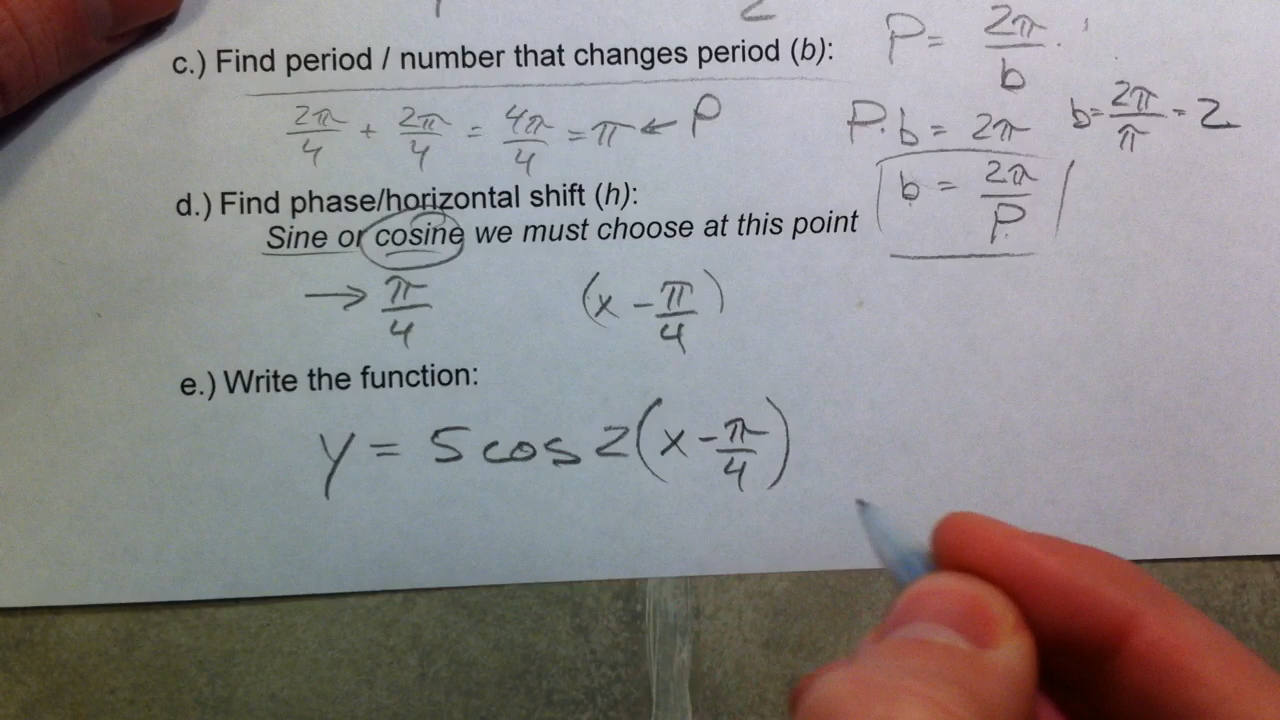 c.) Find period / number that changes period (b):
P = 2π/b
2π/4 + 2π/4 = 4π/4 = π ← P
P · b = 2π
b = 2π/π = 2
b = 2π/P
d.) Find phase/horizontal shift (h):
Sine or cosine we must choose at this point
→ π/4
(x - π/4)
e.) Write the function:
y = 5 cos 2(x - π/4)